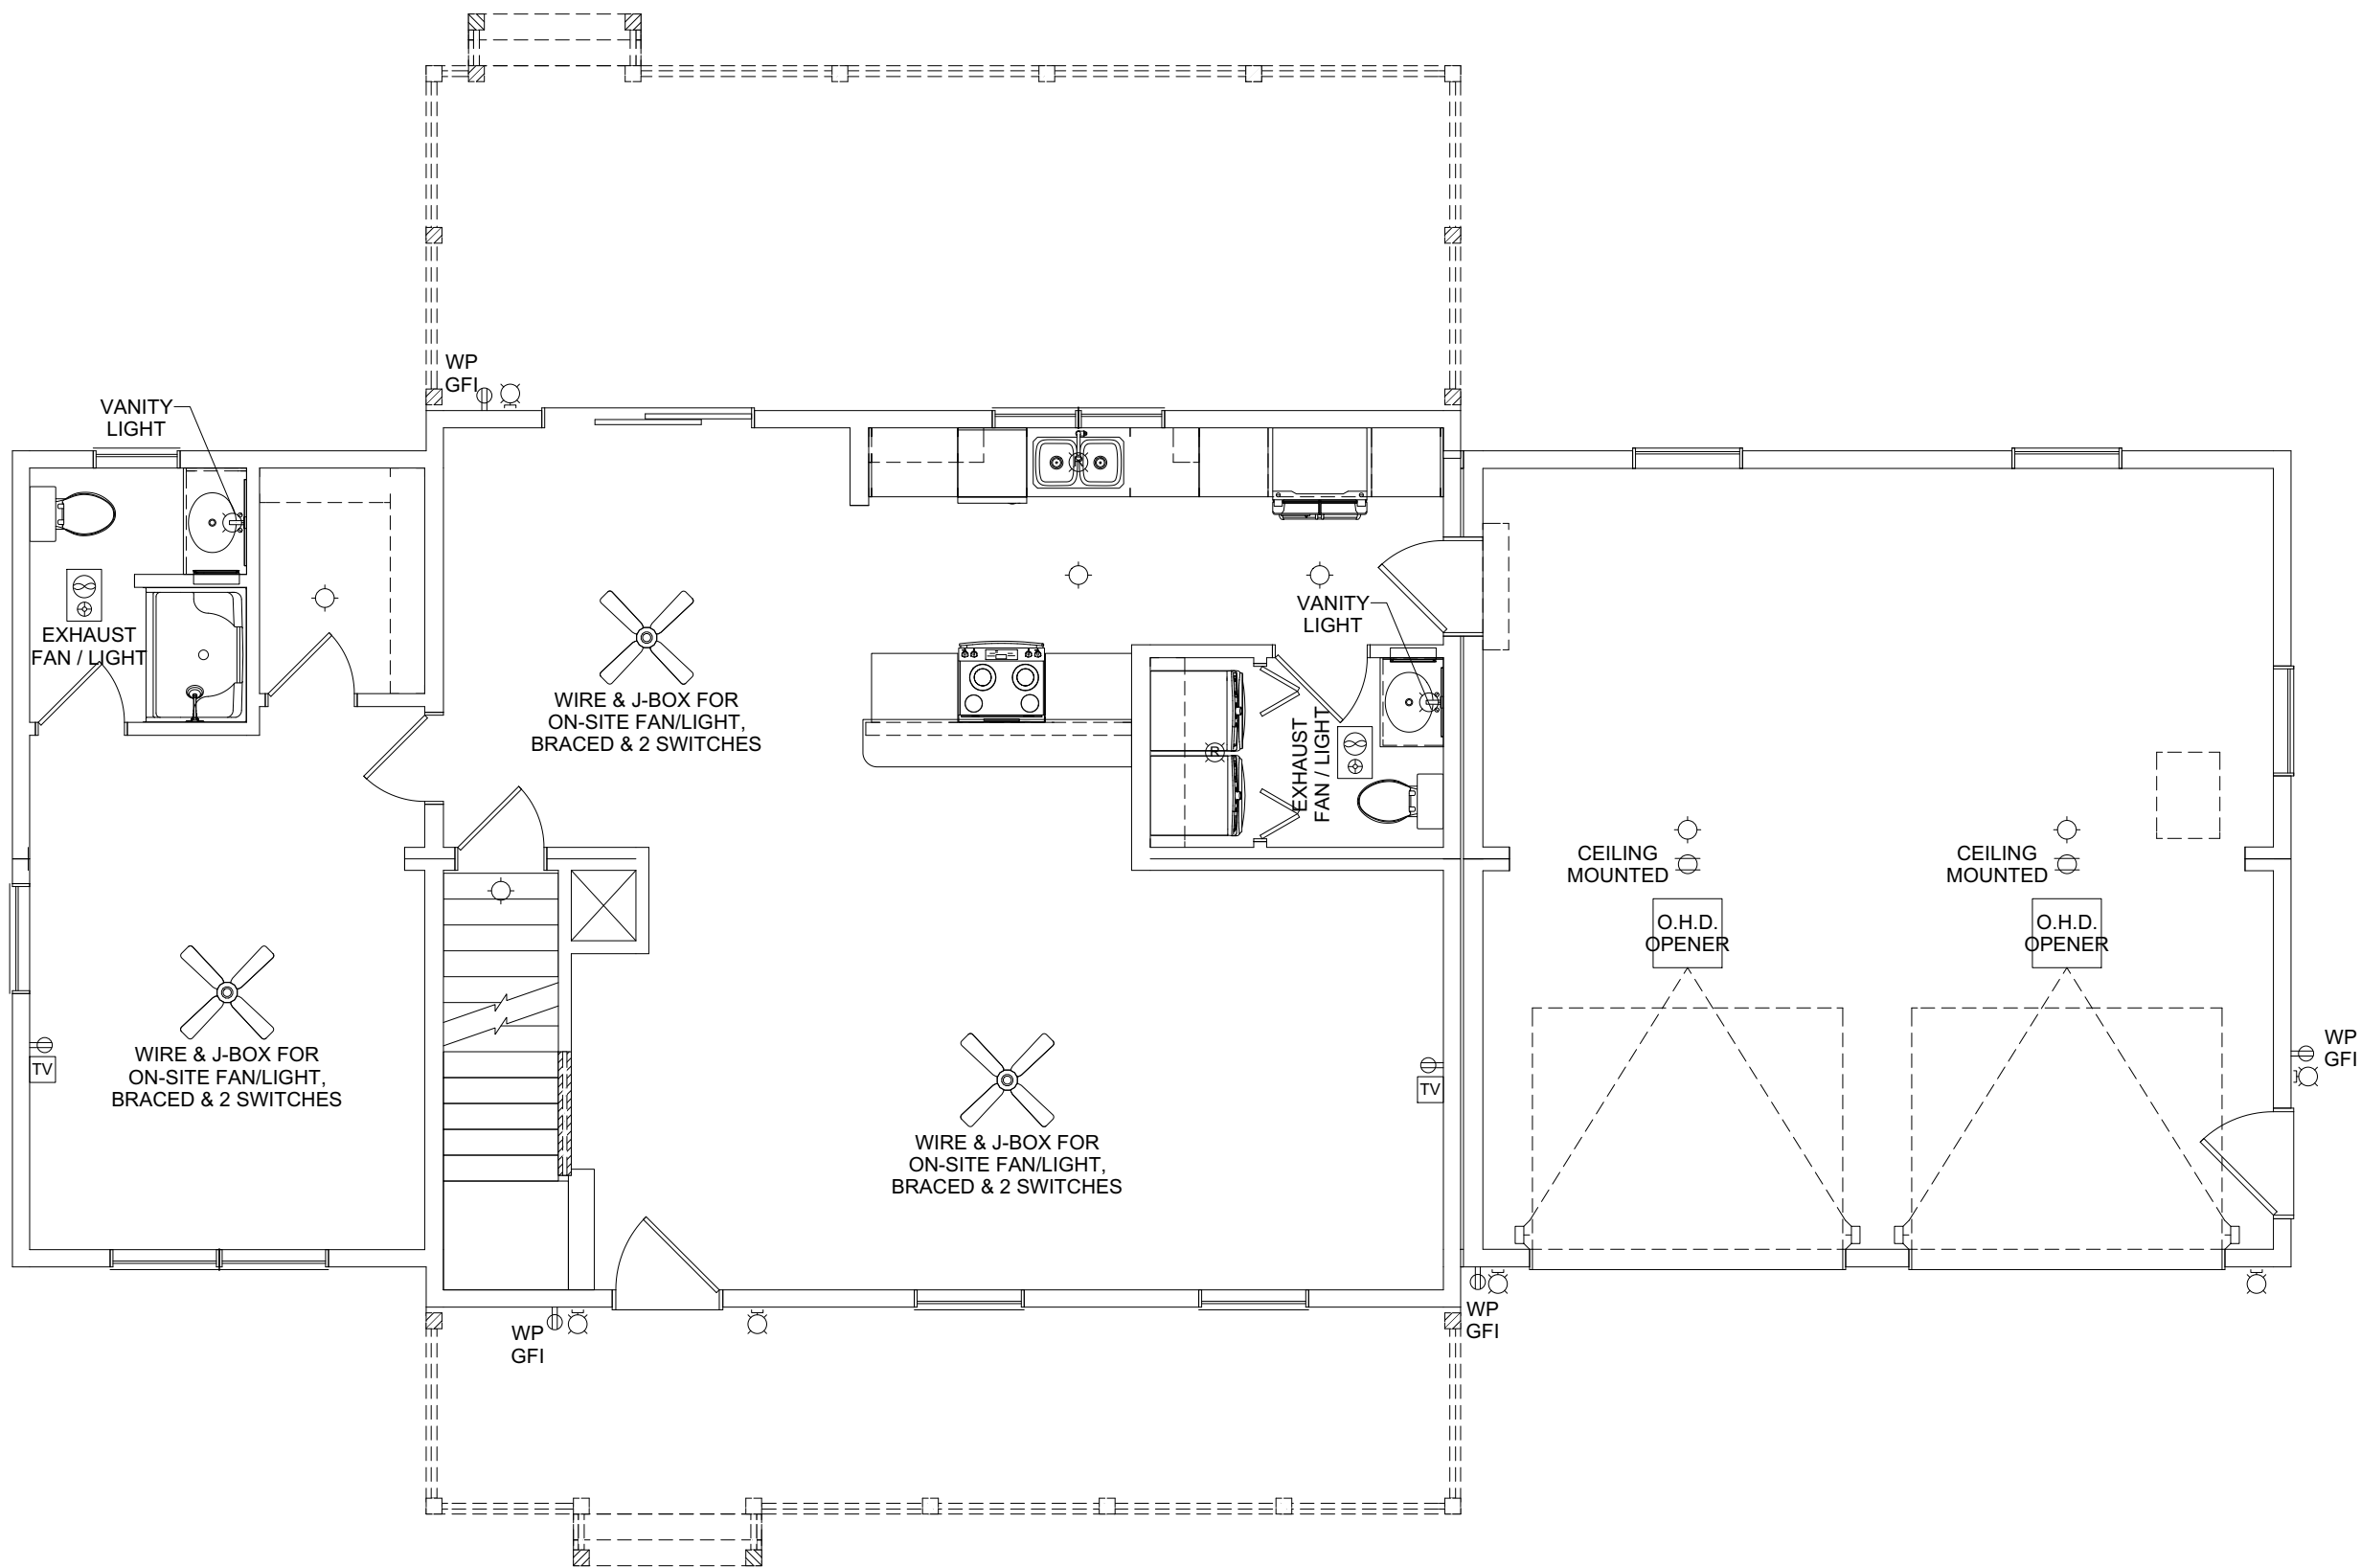 WP
GFI
VANITY
LIGHT
R
EXHAUST
FAN / LIGHT
VANITY
LIGHT
WIRE & J-BOX FOR
ON-SITE FAN/LIGHT,
BRACED & 2 SWITCHES
R
EXHAUST
FAN / LIGHT
CEILING
MOUNTED
CEILING
MOUNTED
O.H.D.
OPENER
O.H.D.
OPENER
WIRE & J-BOX FOR
ON-SITE FAN/LIGHT,
BRACED & 2 SWITCHES
TV
WIRE & J-BOX FOR
ON-SITE FAN/LIGHT,
BRACED & 2 SWITCHES
TV
WP
GFI
WP
GFI
WP
GFI